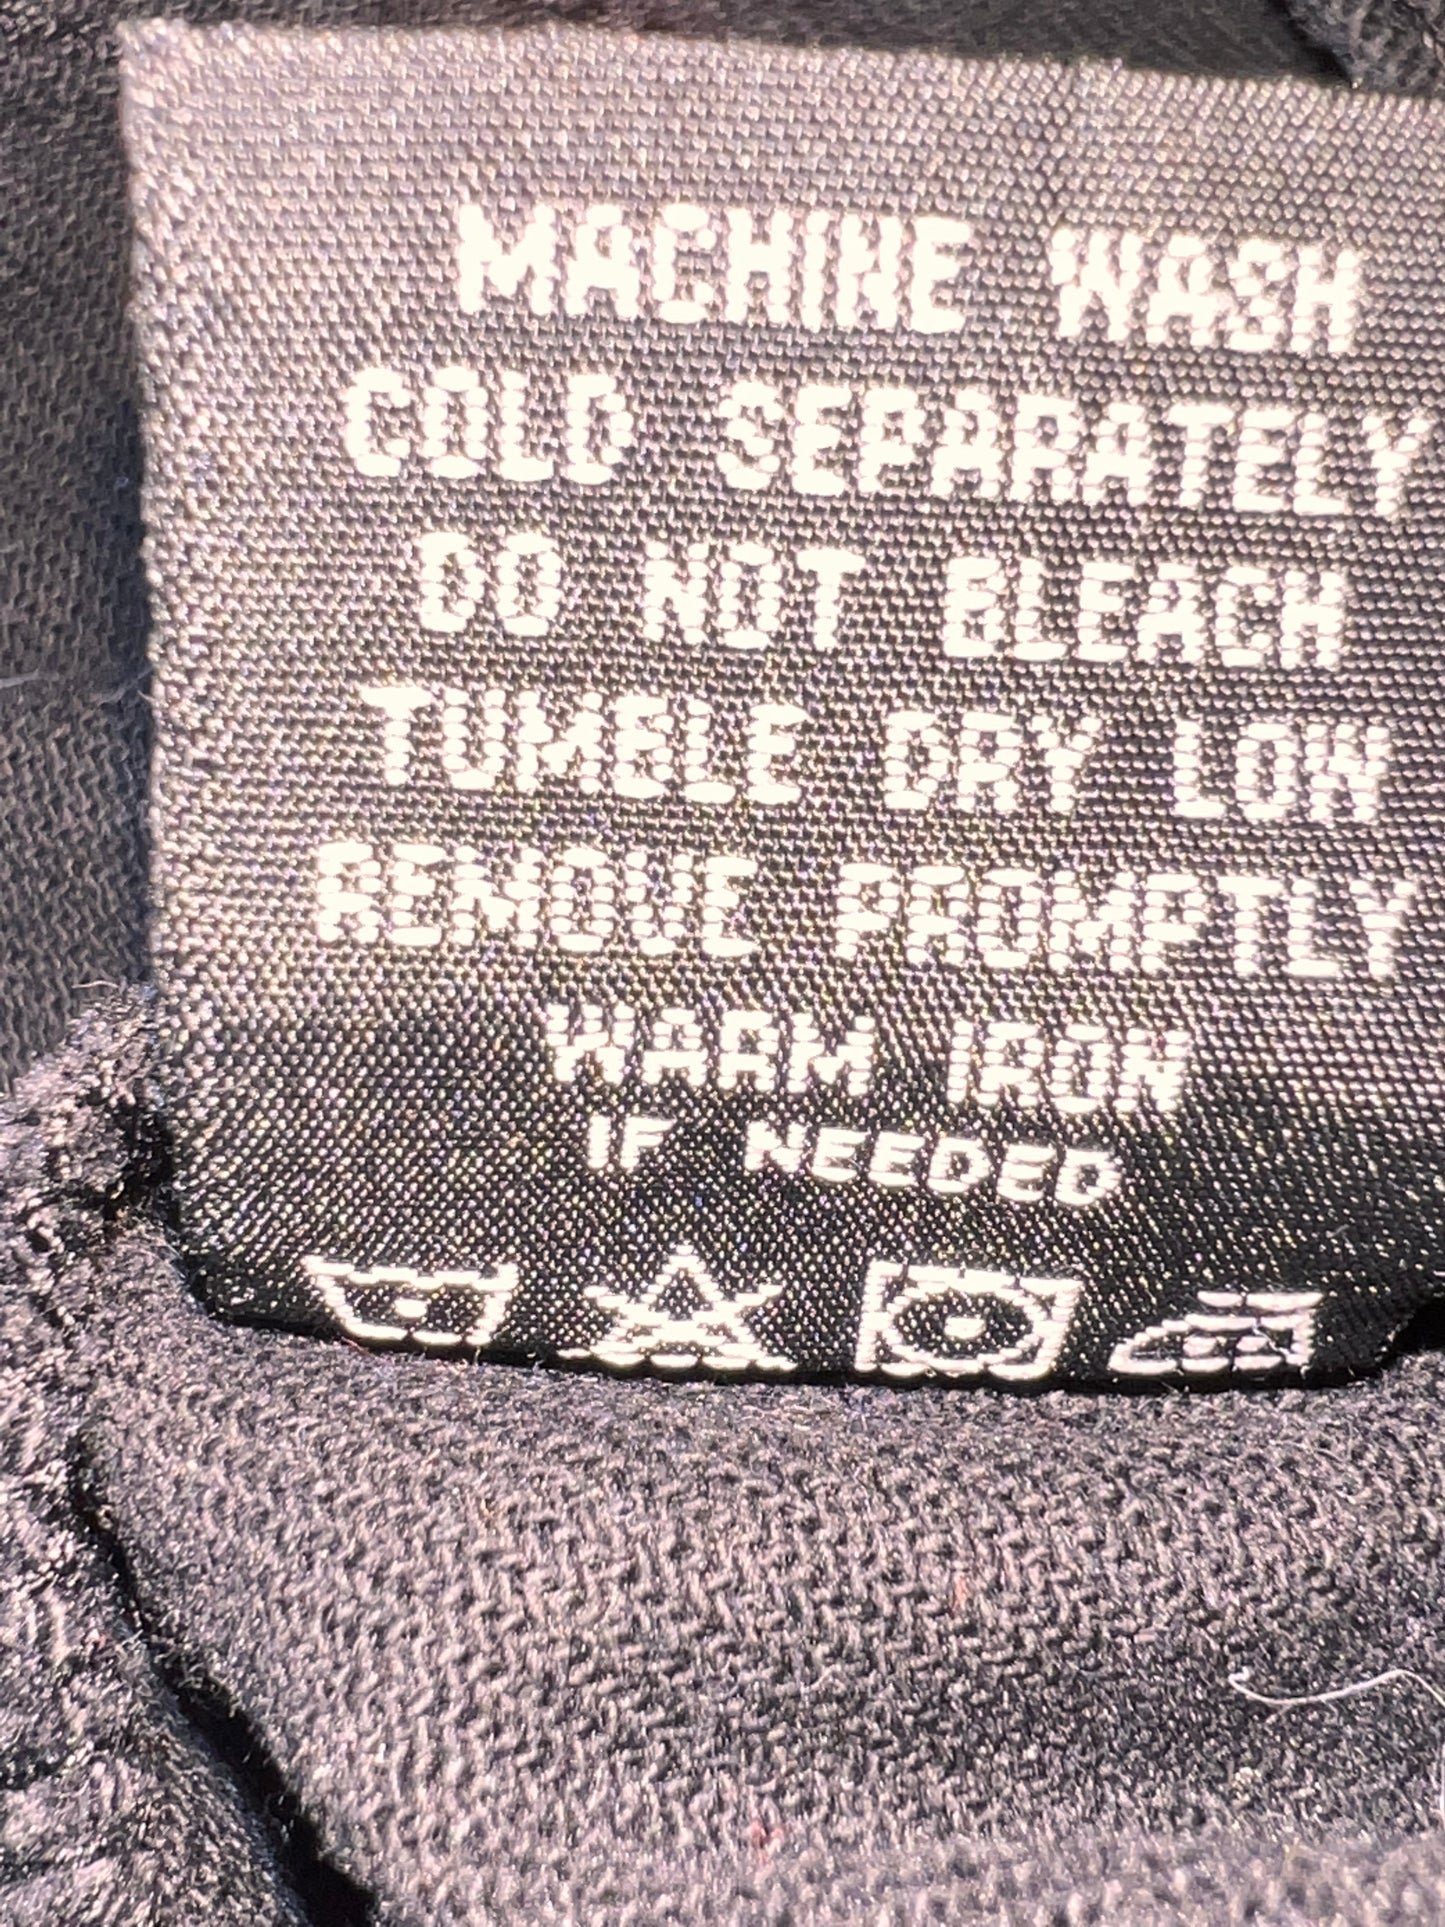 MACHINE WASH
COLD SEPARATELY
DO NOT BLEACH
TUMBLE DRY LOW
REMOVE PROMPTLY
WARM IRON
IF NEEDED